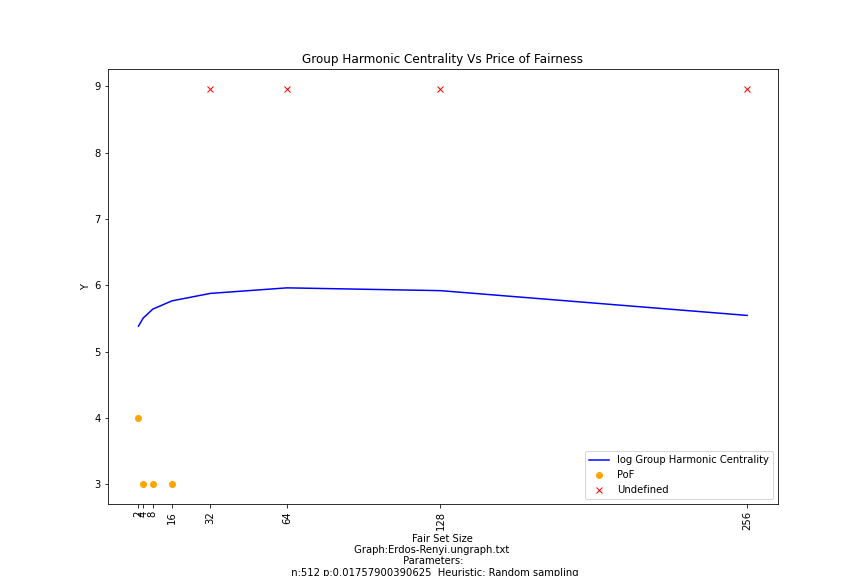 Group Harmonic Centrality Vs Price of Fairness
9
8
7
6
5
4
3
Y
log Group Harmonic Centrality
PoF
Undefined
2
4
8
16
32
64
128
256
Fair Set Size
Graph:Erdos-Renyi.ungraph.txt
Parameters:
n:512 p:0.01757900390625 Heuristic: Random sampling